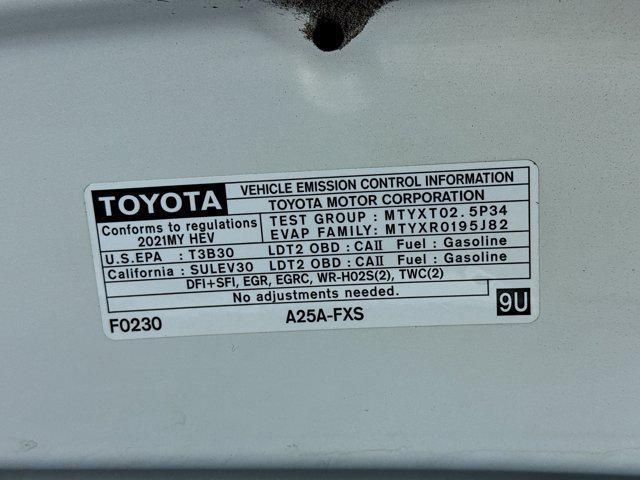 TOYOTA
VEHICLE EMISSION CONTROL INFORMATION
TOYOTA MOTOR CORPORATION
Conforms to regulations
2021MY HEV
TEST GROUP : MTYXT02.5P34
EVAP FAMILY: MTYXR0195J82
U.S.EPA : T3B30 LDT2 OBD : CAII Fuel : Gasoline
California : SULEV30 LDT2 OBD : CAII Fuel : Gasoline
DFI+SFI, EGR, EGRC, WR-HO2S(2), TWC(2)
No adjustments needed.
F0230 A25A-FXS 9U